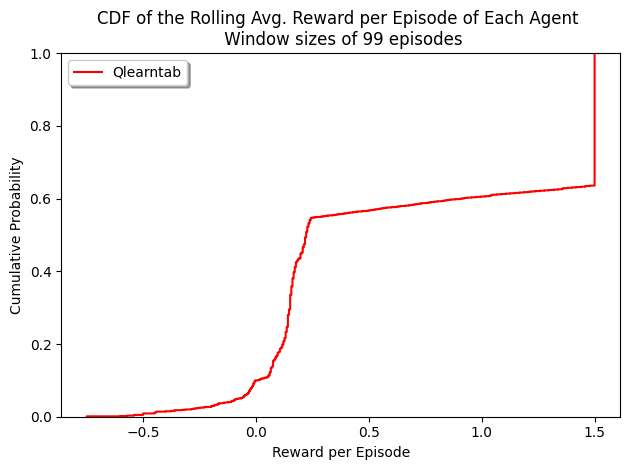 CDF of the Rolling Avg. Reward per Episode of Each Agent
Window sizes of 99 episodes
Qlearntab
1.0
0.8
0.6
0.4
0.2
0.0
Cumulative Probability
−0.5
0.0
0.5
1.0
1.5
Reward per Episode